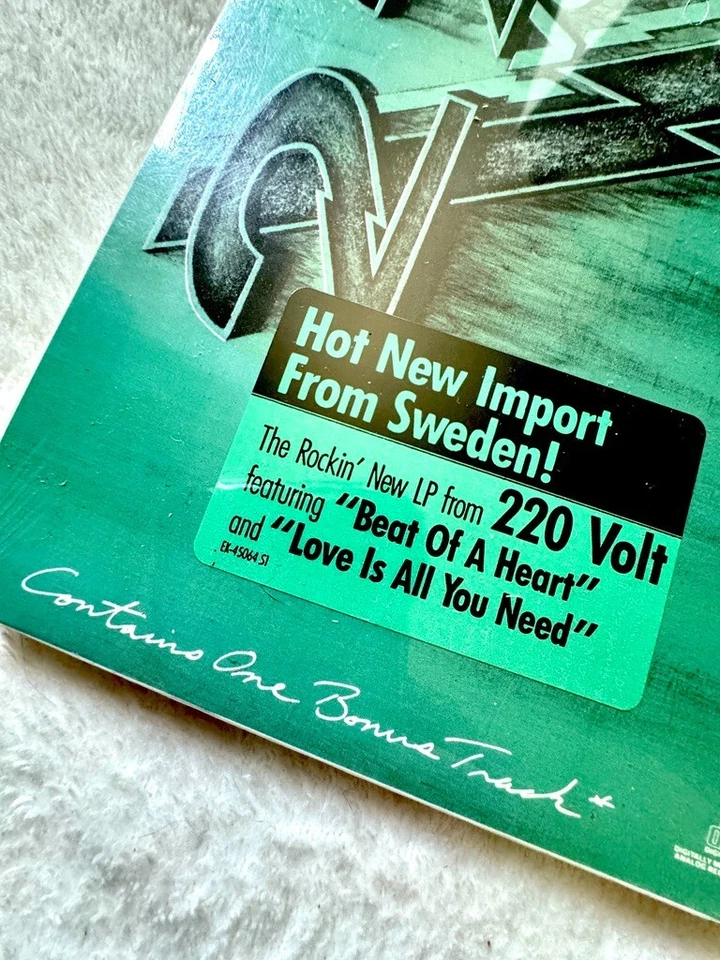 Hot New Import
From Sweden!
The Rockin' New LP from 220 Volt
featuring "Beat Of A Heart"
and "Love Is All You Need"
EK-45064 S1
Contains One Bonus Track*